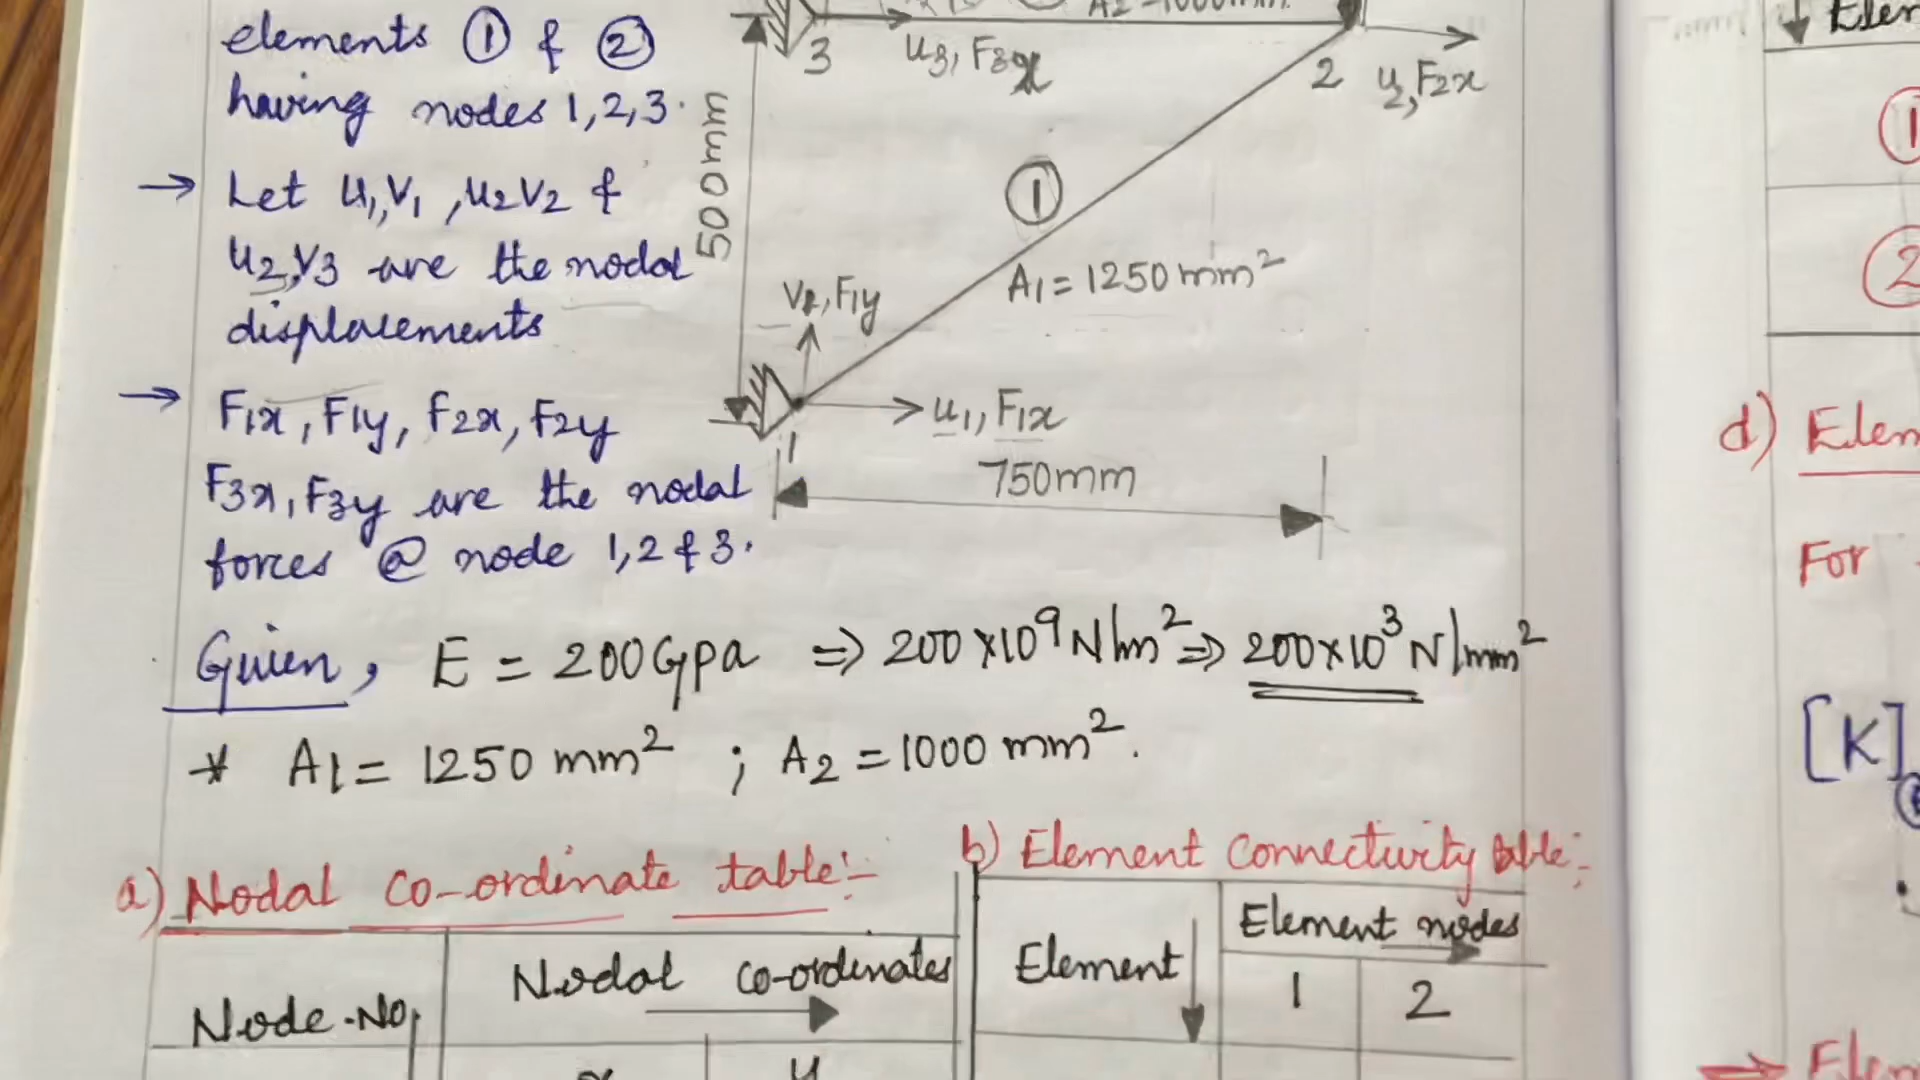 elements ① & ②
having nodes 1,2,3.
→ Let u1,V1 ,u2V2 &
u2,V3 are the nodal
displacements
→ F1x, F1y, F2x, F2y
F3x, F3y are the nodal
forces @ node 1,2 & 3.
3
u3, F3x
2
u2, F2x
500mm
①
A1 = 1250 mm²
F1y
u1, F1x
1
750mm
Given, E = 200Gpa ⇒ 200×10⁹ N/m² ⇒ 200×10³ N/mm²
* A1 = 1250 mm² ; A2 = 1000 mm².
a) Nodal co-ordinate table:-
b) Element Connectivity table:-
Node.No. Nodal co-ordinates
x y
Element ↓ Element nodes
1 2
①
②
d) Elem
For
[K]